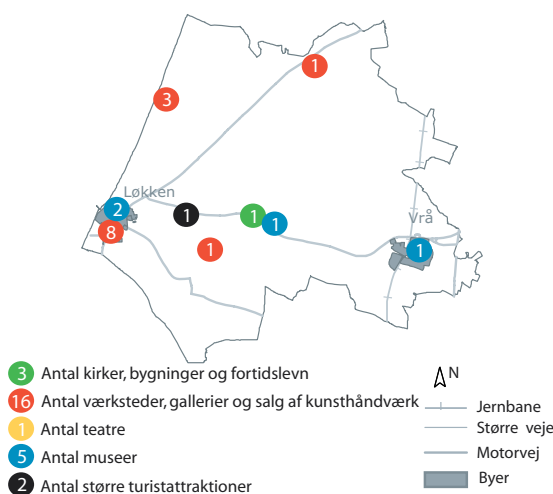 1
3
Løkken
2
8
1
1
1
1
Vrå
1
3 Antal kirker, bygninger og fortidslevn
16 Antal værksteder, gallerier og salg af kunsthåndværk
1 Antal teatre
5 Antal museer
2 Antal større turistattraktioner
N
Jernbane
Større veje
Motorvej
Byer